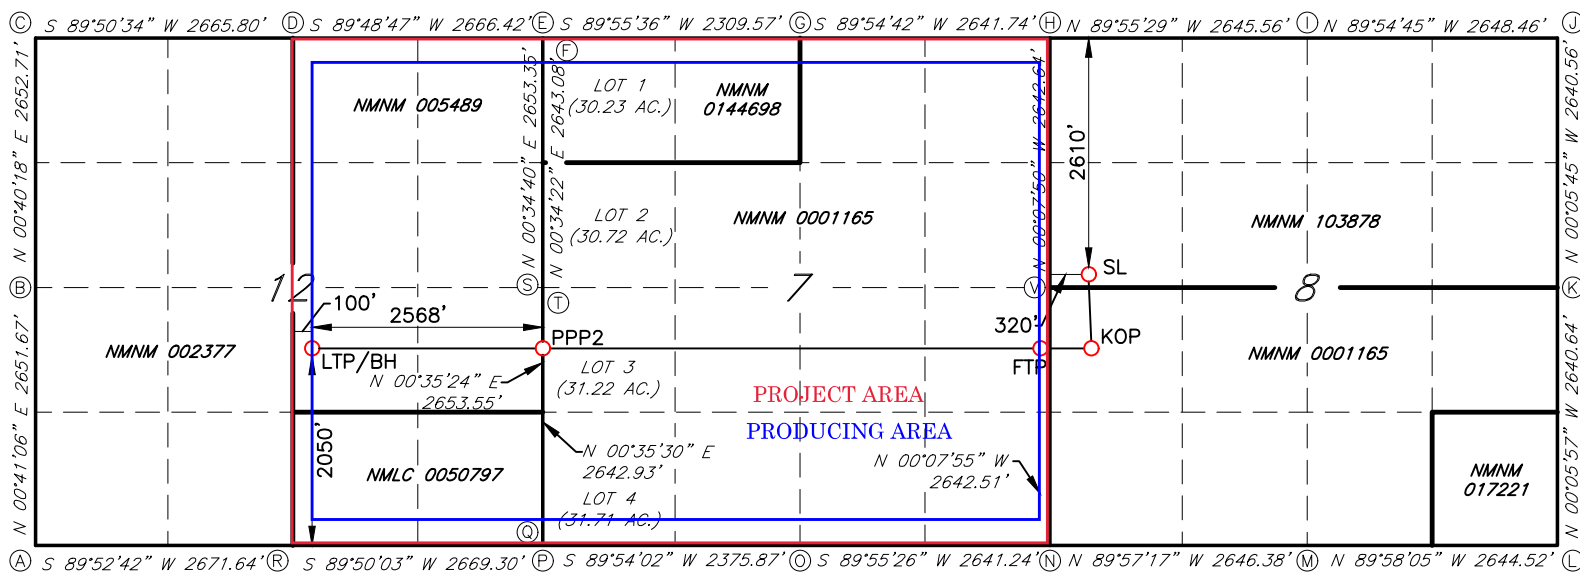 C S 89°50'34" W 2665.80' D S 89°48'47" W 2666.42' E S 89°55'36" W 2309.57' G S 89°54'42" W 2641.74' H N 89°55'29" W 2645.56' I N 89°54'45" W 2648.46' J
F
N 00°40'18" E 2652.71'
N 00°34'40" E 2653.35'
N 00°34'22" E 2643.08'
N 00°07'50" W 2642.64'
N 00°05'45" W 2640.56'
NMNM 005489
LOT 1
(30.23 AC.)
NMNM
0144698
2610'
LOT 2
(30.72 AC.)
NMNM 0001165
NMNM 103878
SL
B
12
S
T
7
V
8
K
100'
2568'
320'
PPP2
KOP
NMNM 002377
LTP/BH
FTP
NMNM 0001165
LOT 3
(31.22 AC.)
N 00°35'24" E
2653.55'
PROJECT AREA
PRODUCING AREA
N 00°41'06" E 2651.67'
2050'
NMLC 0050797
N 00°35'30" E
2642.93'
N 00°07'55" W
2642.51'
NMNM
017221
N 00°05'57" W 2640.64'
LOT 4
(31.71 AC.)
Q
A S 89°52'42" W 2671.64' R S 89°50'03" W 2669.30' P S 89°54'02" W 2375.87' O S 89°55'26" W 2641.24' N N 89°57'17" W 2646.38' M N 89°58'05" W 2644.52' L